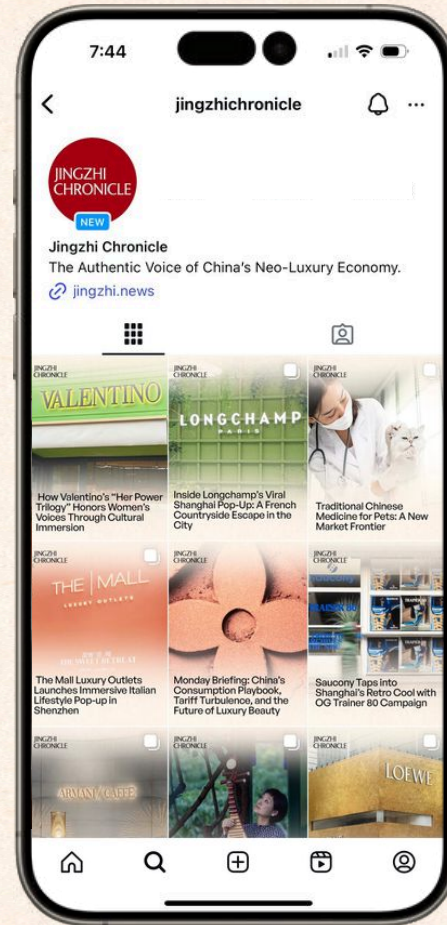 7:44
jingzhichronicle
JINGZHI
CHRONICLE
NEW
Jingzhi Chronicle
The Authentic Voice of China's Neo-Luxury Economy.
jingzhi.news
JINGZHI
CHRONICLE
VALENTINO
How Valentino's "Her Power
Trilogy" Honors Women's
Voices Through Cultural
Immersion
JINGZHI
CHRONICLE
LONGCHAMP
PARIS
Inside Longchamp's Viral
Shanghai Pop-Up: A French
Countryside Escape in the
City
JINGZHI
CHRONICLE
Traditional Chinese
Medicine for Pets: A New
Market Frontier
JINGZHI
CHRONICLE
THE MALL
LUXURY OUTLETS
The Mall Luxury Outlets
Launches Immersive Italian
Lifestyle Pop-up in
Shenzhen
JINGZHI
CHRONICLE
Monday Briefing: China's
Consumption Playbook,
Tariff Turbulence, and the
Future of Luxury Beauty
JINGZHI
CHRONICLE
saucony
Saucony Taps into
Shanghai's Retro Cool with
OG Trainer 80 Campaign
JINGZHI
CHRONICLE
ARMANI/CAFFÈ
JINGZHI
CHRONICLE
JINGZHI
CHRONICLE
LOEWE